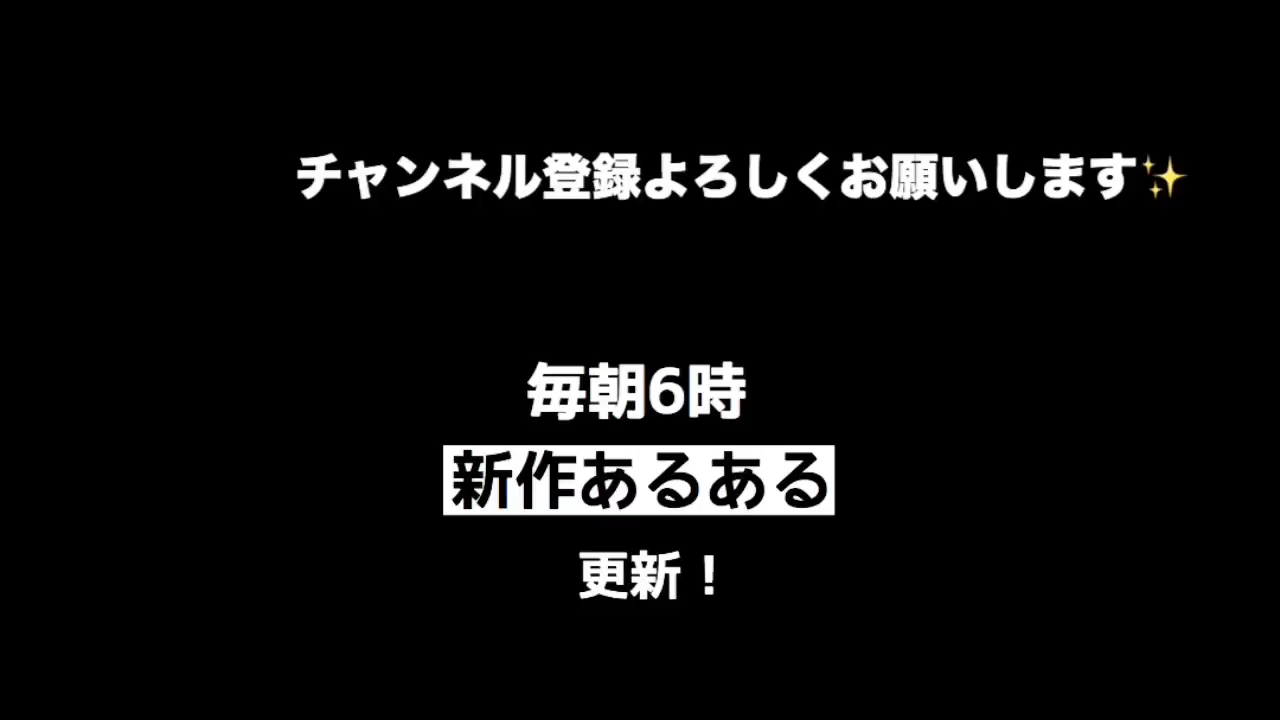 チャンネル登録よろしくお願いします✨
毎朝6時
新作あるある
更新！